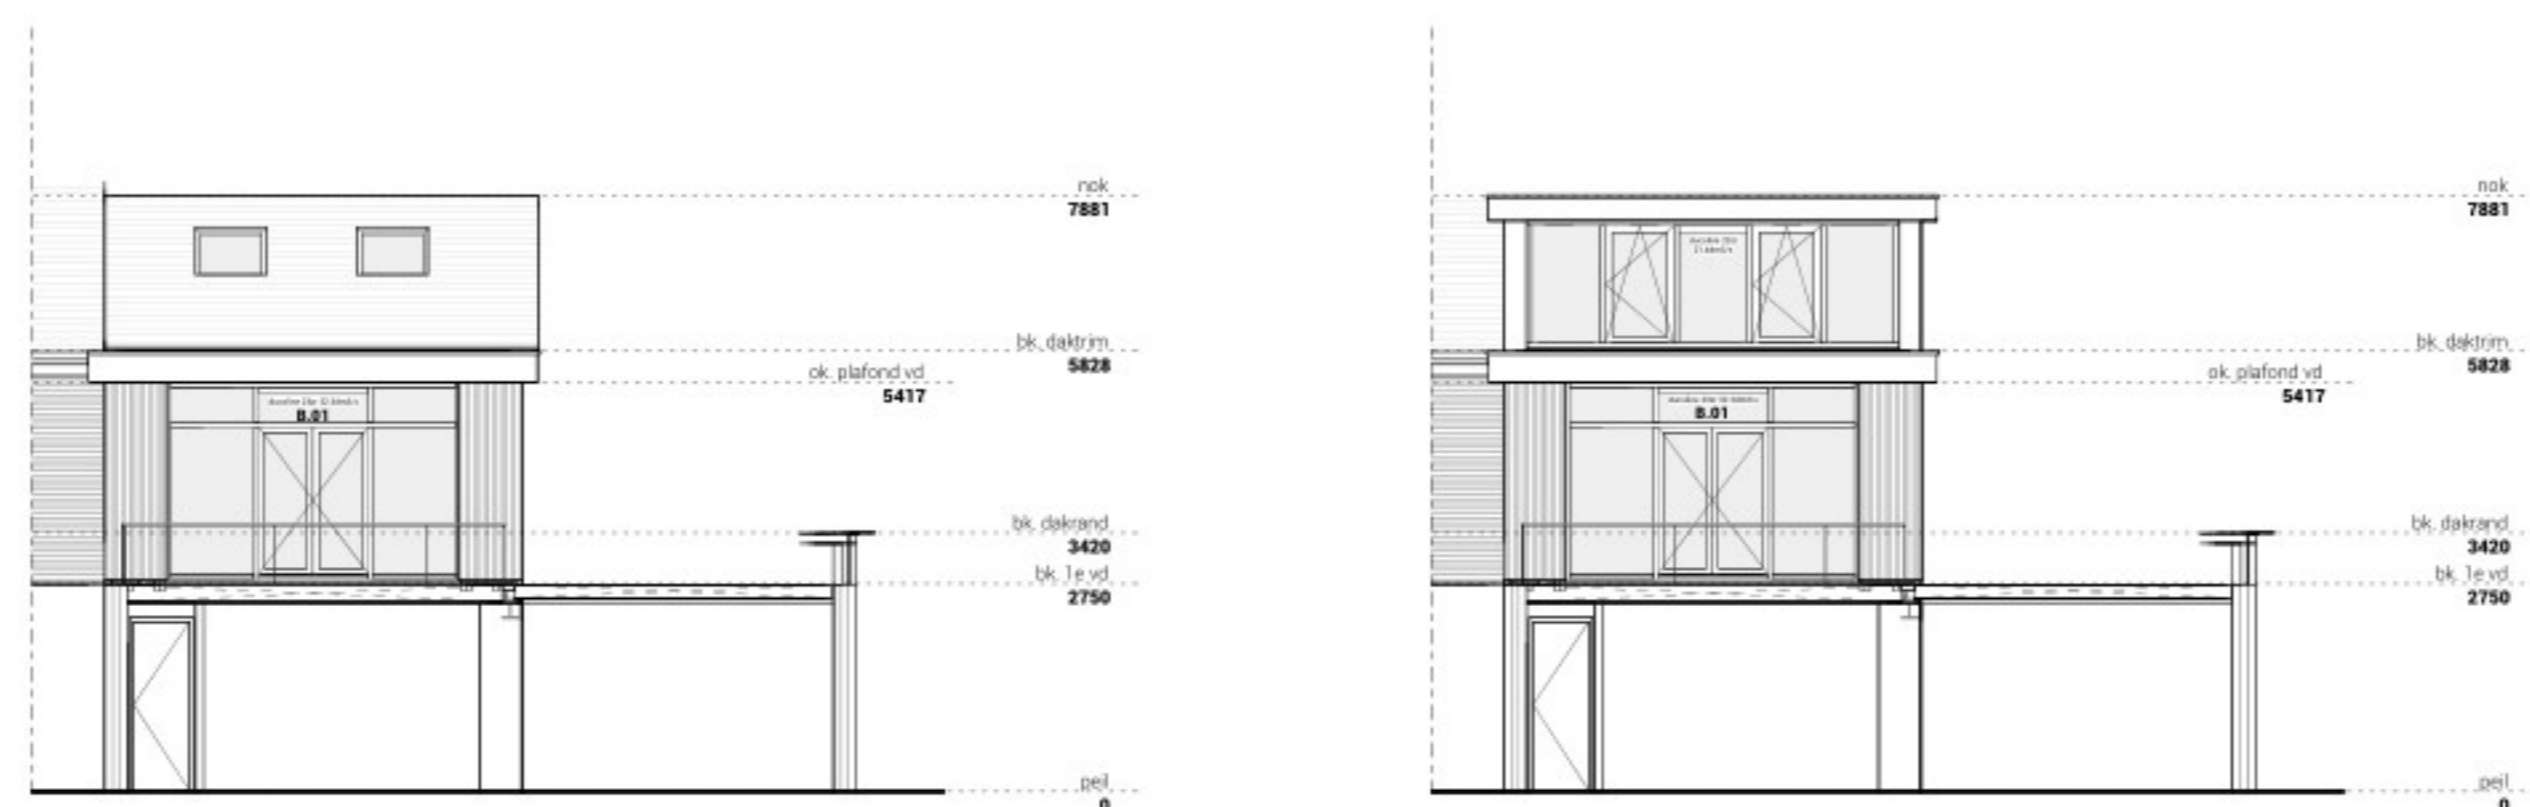 nok
7881
bk. daktrim
5828
ok. plafond vd
5417
B.01
bk. dakrand
3420
bk. 1e vd
2750
peil
0
nok
7881
bk. daktrim
5828
ok. plafond vd
5417
B.01
bk. dakrand
3420
bk. 1e vd
2750
peil
0